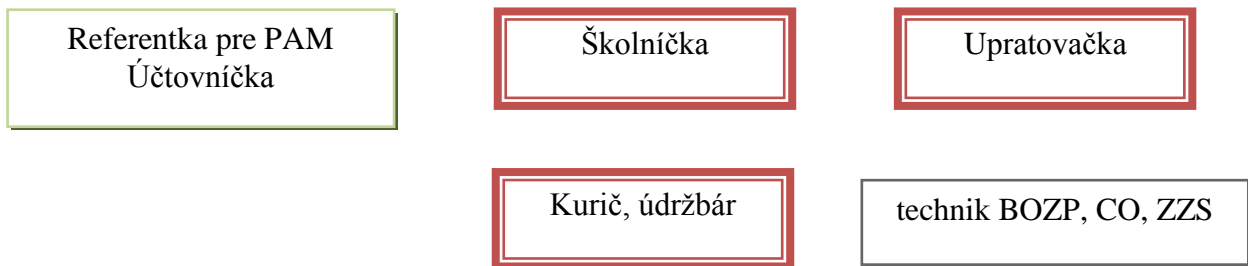 Referentka pre PAM
Účtovníčka
Školníčka
Upratovačka
Kurič, údržbár
technik BOZP, CO, ZZS